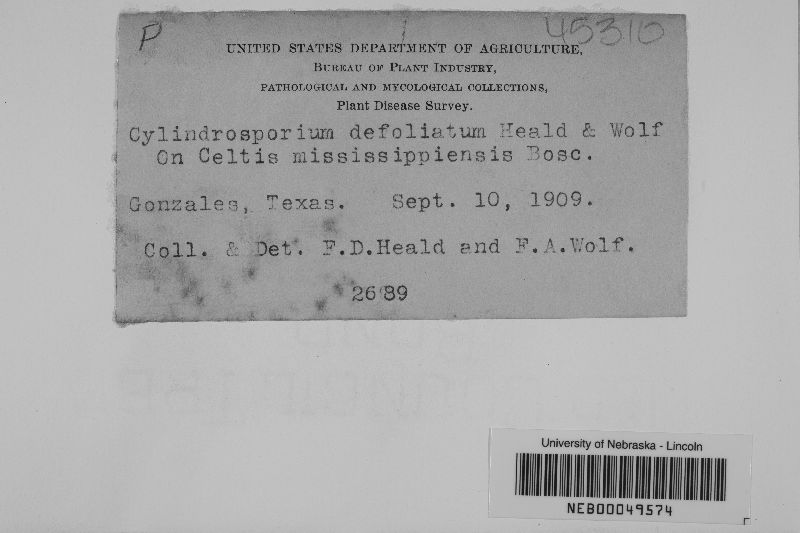 P
45310
UNITED STATES DEPARTMENT OF AGRICULTURE,
BUREAU OF PLANT INDUSTRY,
PATHOLOGICAL AND MYCOLOGICAL COLLECTIONS,
Plant Disease Survey.
Cylindrosporium defoliatum Heald & Wolf
On Celtis mississippiensis Bosc.
Gonzales, Texas. Sept. 10, 1909.
Coll. & Det. F.D.Heald and F.A.Wolf.
2689
University of Nebraska - Lincoln
NEB00049574